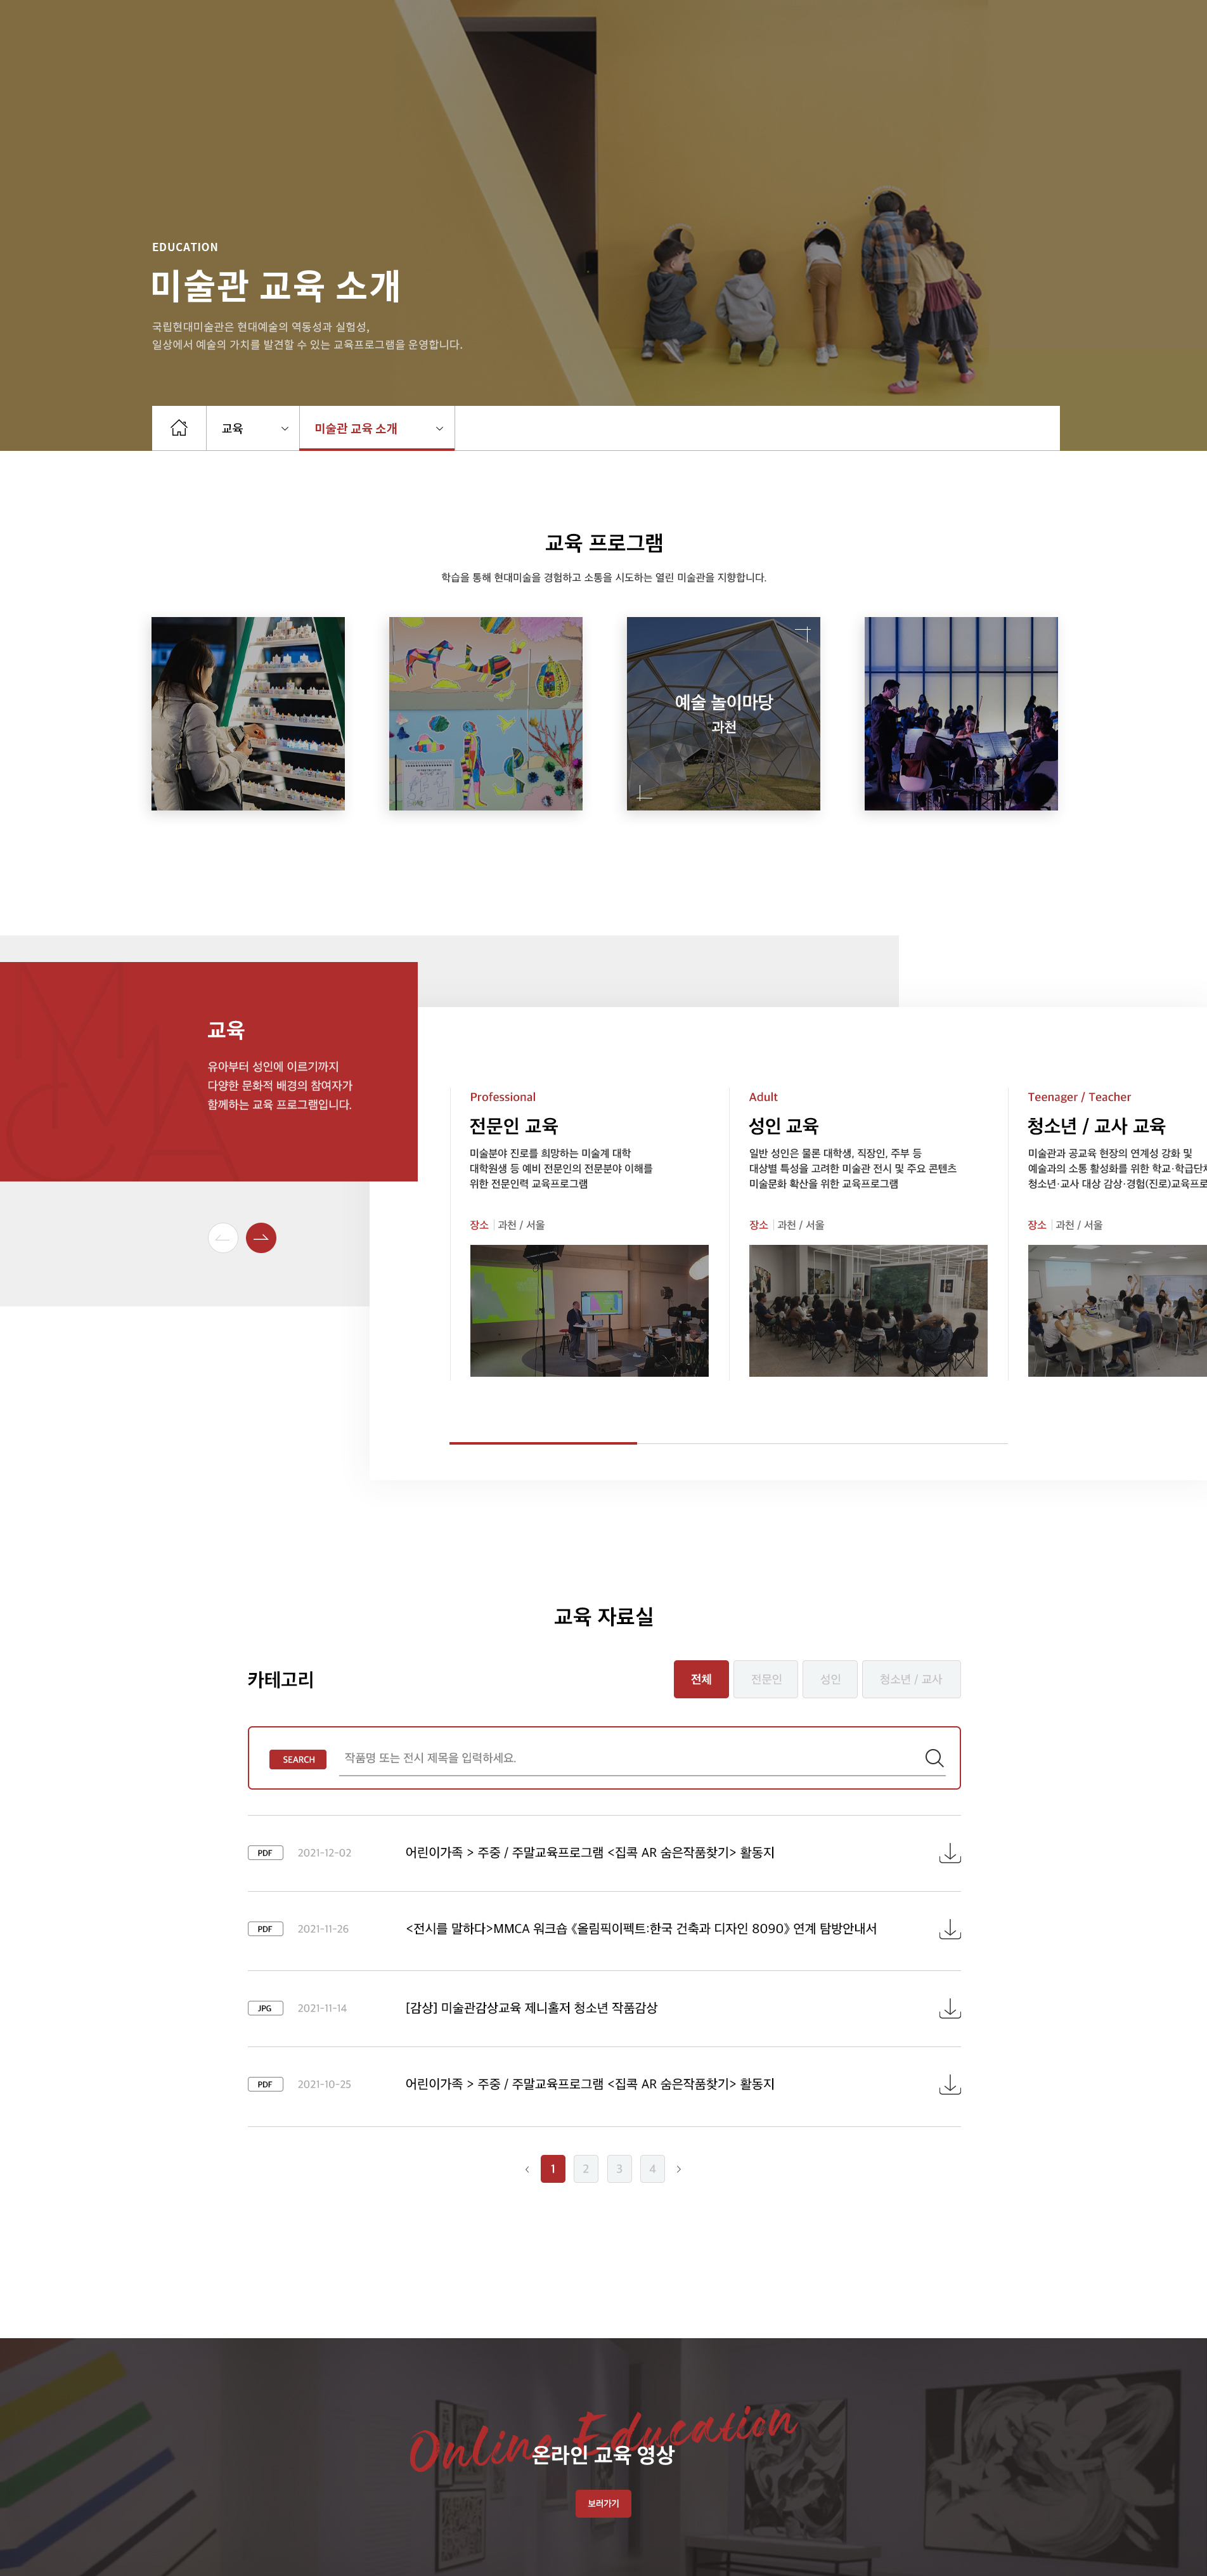 EDUCATION
미술관 교육 소개
국립현대미술관은 현대예술의 역동성과 실험성,
일상에서 예술의 가치를 발견할 수 있는 교육프로그램을 운영합니다.
교육
미술관 교육 소개
교육 프로그램
학습을 통해 현대미술을 경험하고 소통을 시도하는 열린 미술관을 지향합니다.
예술 놀이마당
과천
MMCA
교육
유아부터 성인에 이르기까지
다양한 문화적 배경의 참여자가
함께하는 교육 프로그램입니다.
Professional
전문인 교육
미술분야 진로를 희망하는 미술계 대학
대학원생 등 예비 전문인의 전문분야 이해를
위한 전문인력 교육프로그램
장소 과천 / 서울
Adult
성인 교육
일반 성인은 물론 대학생, 직장인, 주부 등
대상별 특성을 고려한 미술관 전시 및 주요 콘텐츠
미술문화 확산을 위한 교육프로그램
장소 과천 / 서울
Teenager / Teacher
청소년 / 교사 교육
미술관과 공교육 현장의 연계성 강화 및
예술과의 소통 활성화를 위한 학교·학급단체
청소년·교사 대상 감상·경험(진로)교육프로
장소 과천 / 서울
교육 자료실
카테고리
전체 전문인 성인 청소년 / 교사
SEARCH 작품명 또는 전시 제목을 입력하세요.
PDF 2021-12-02 어린이가족 > 주중 / 주말교육프로그램 <집콕 AR 숨은작품찾기> 활동지
PDF 2021-11-26 <전시를 말하다>MMCA 워크숍 《올림픽이펙트:한국 건축과 디자인 8090》 연계 탐방안내서
JPG 2021-11-14 [감상] 미술관감상교육 제니홀저 청소년 작품감상
PDF 2021-10-25 어린이가족 > 주중 / 주말교육프로그램 <집콕 AR 숨은작품찾기> 활동지
‹ 1 2 3 4 ›
Online Education
온라인 교육 영상
보러가기